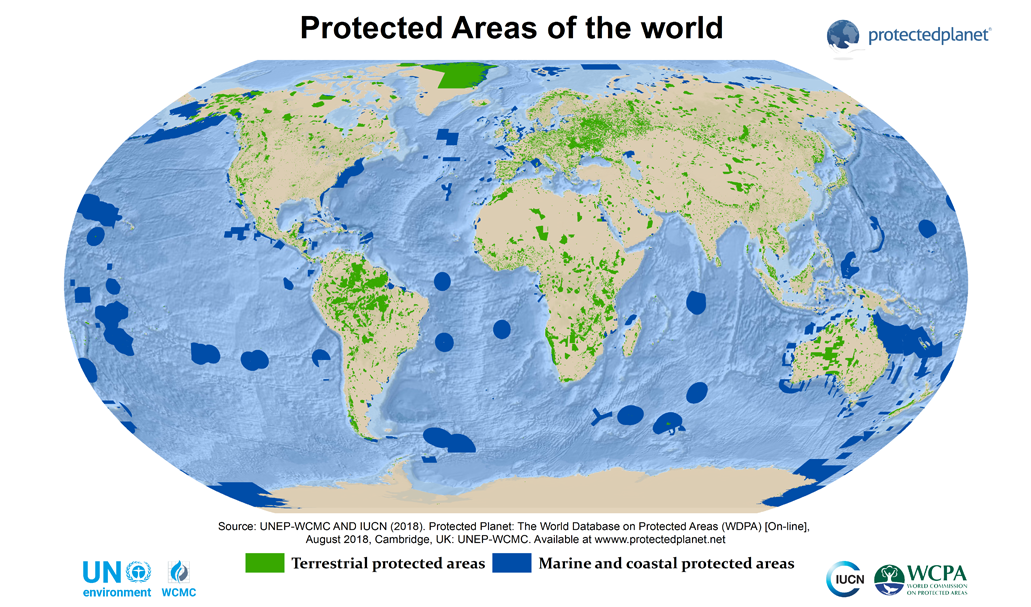 Protected Areas of the world
protectedplanet®
Source: UNEP-WCMC AND IUCN (2018). Protected Planet: The World Database on Protected Areas (WDPA) [On-line],
August 2018, Cambridge, UK: UNEP-WCMC. Available at wwww.protectedplanet.net
Terrestrial protected areas
Marine and coastal protected areas
UN
environment
WCMC
IUCN
WCPA
WORLD COMMISSION
ON PROTECTED AREAS